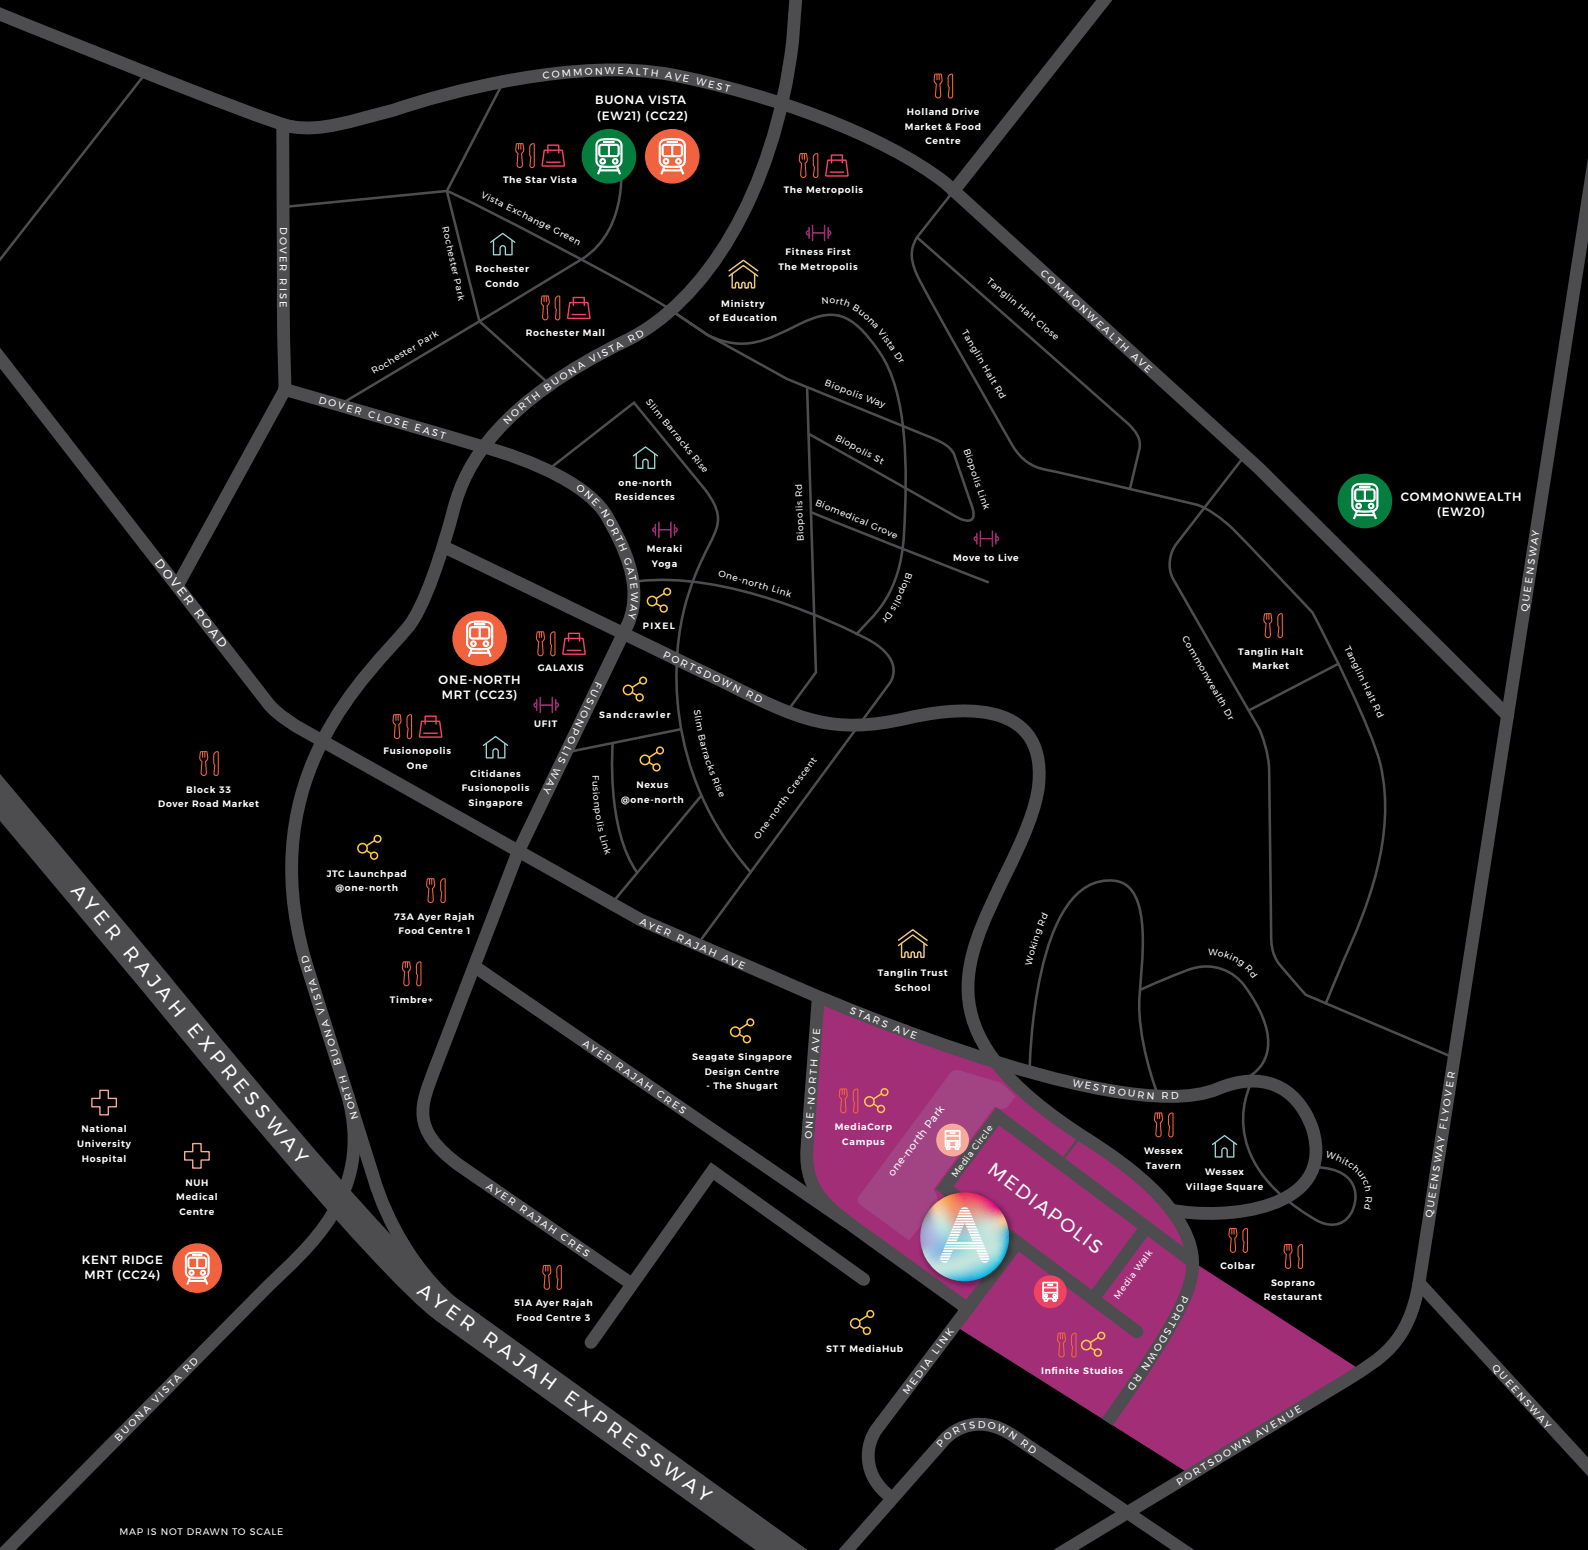 COMMONWEALTH AVE WEST
BUONA VISTA
(EW21) (CC22)
Holland Drive
Market & Food
Centre
The Star Vista
The Metropolis
Vista Exchange Green
DOVER RISE
Rochester Park
Rochester
Condo
Fitness First
The Metropolis
Ministry
of Education
North Buona Vista Dr
Tanglin Halt Close
COMMONWEALTH AVE
Rochester Mall
Rochester Park
NORTH BUONA VISTA RD
Tanglin Halt Rd
DOVER CLOSE EAST
Slim Barracks Rise
Biopolis Way
Biopolis St
Biopolis Link
one-north
Residences
ONE-NORTH GATEWAY
Biopolis Rd
Biomedical Grove
COMMONWEALTH
(EW20)
QUEENSWAY
Meraki
Yoga
Move to Live
DOVER ROAD
One-north Link
Biopolis Dr
PIXEL
GALAXIS
ONE-NORTH
MRT (CC23)
PORTSDOWN RD
Commonwealth Dr
Tanglin Halt
Market
Tanglin Halt Rd
UFIT
Sandcrawler
FUSIONPOLIS WAY
Slim Barracks Rise
Fusionopolis
One
Citidanes
Fusionopolis
Singapore
Nexus
@one-north
Fusionpolis Link
One-north Crescent
Block 33
Dover Road Market
JTC Launchpad
@one-north
73A Ayer Rajah
Food Centre 1
AYER RAJAH EXPRESSWAY
AYER RAJAH AVE
Woking Rd
Woking Rd
Tanglin Trust
School
Timbre+
NORTH BUONA VISTA RD
STARS AVE
Seagate Singapore
Design Centre
- The Shugart
AYER RAJAH CRES
ONE-NORTH AVE
WESTBOURN RD
QUEENSWAY FLYOVER
MediaCorp
Campus
one-north Park
Media Circle
MEDIAPOLIS
Wessex
Tavern
Wessex
Village Square
Whitchurch Rd
National
University
Hospital
NUH
Medical
Centre
KENT RIDGE
MRT (CC24)
AYER RAJAH CRES
A
Media Walk
Colbar
Soprano
Restaurant
51A Ayer Rajah
Food Centre 3
AYER RAJAH EXPRESSWAY
STT MediaHub
MEDIA LINK
Infinite Studios
PORTSDOWN RD
BUONA VISTA RD
PORTSDOWN RD
PORTSDOWN AVENUE
QUEENSWAY
MAP IS NOT DRAWN TO SCALE